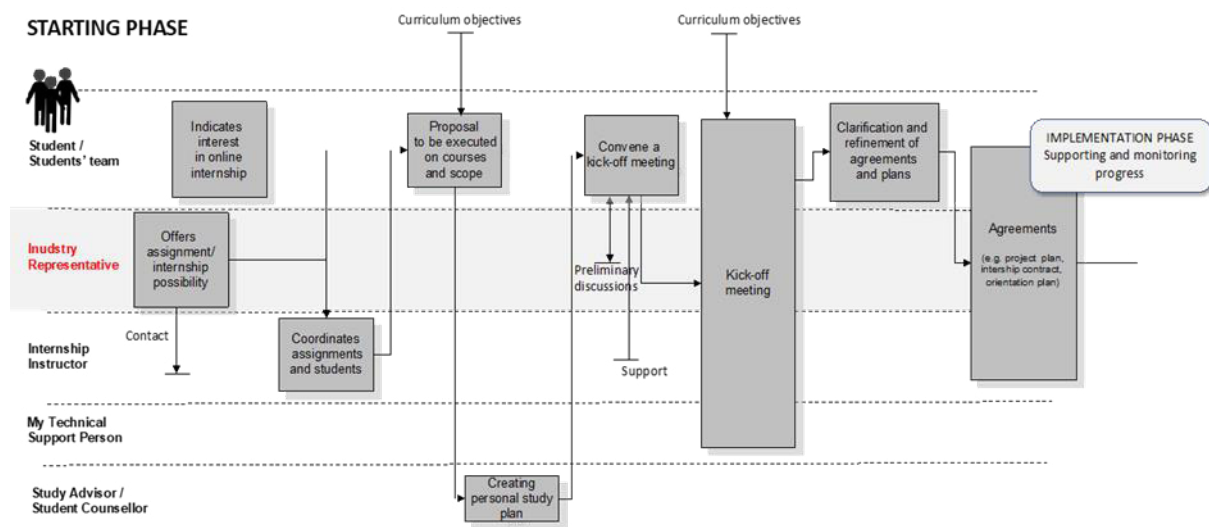 STARTING PHASE
Curriculum objectives
Curriculum objectives
Student /
Students' team
Indicates
interest
in online
internship
Proposal
to be executed
on courses
and scope
Convene a
kick-off meeting
Clarification and
refinement of
agreements
and plans
IMPLEMENTATION PHASE
Supporting and monitoring
progress
Inudstry
Representative
Offers
assignment/
internship
possibility
Preliminary
discussions
Kick-off
meeting
Agreements
(e.g. project plan,
intership contract,
orientation plan)
Contact
Internship
Instructor
Coordinates
assignments
and students
Support
My Technical
Support Person
Study Advisor /
Student Counsellor
Creating
personal study
plan